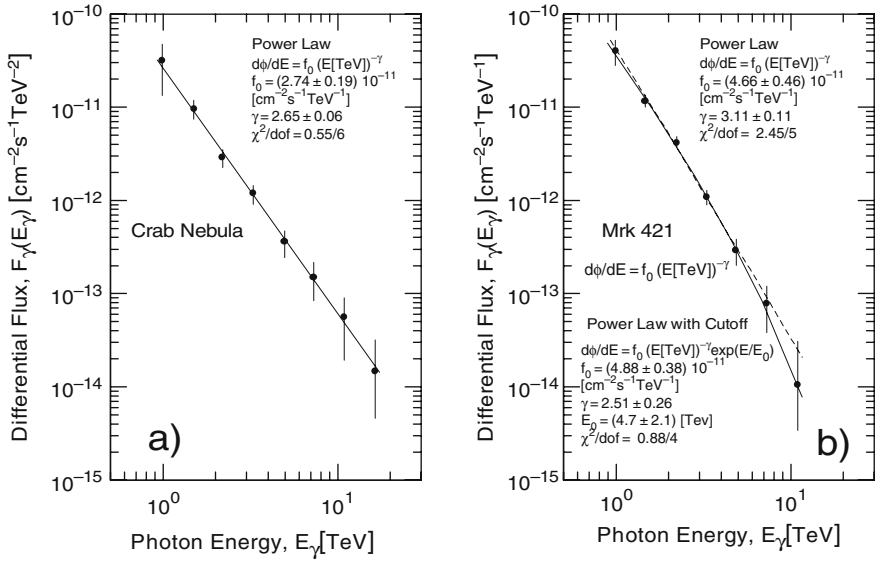 Differential Flux, Fγ(Eγ) [cm−2s−1TeV−2]
10−10
10−11
10−12
10−13
10−14
10−15
Power Law
dϕ/dE = f0 (E[TeV])−γ
f0 = (2.74 ± 0.19) 10−11
[cm−2s−1TeV−1]
γ = 2.65 ± 0.06
χ2/dof = 0.55/6
Crab Nebula
a)
100
101
Photon Energy, Eγ[TeV]
Differential Flux, Fγ(Eγ) [cm−2s−1TeV−1]
10−10
10−11
10−12
10−13
10−14
10−15
Power Law
dϕ/dE = f0 (E[TeV])−γ
f0 = (4.66 ± 0.46) 10−11
[cm−2s−1TeV−1]
γ = 3.11 ± 0.11
χ2/dof = 2.45/5
Mrk 421
dϕ/dE = f0 (E[TeV])−γ
Power Law with Cutoff
dϕ/dE = f0 (E[TeV])−γexp(E/E0)
f0 = (4.88 ± 0.38) 10−11
[cm−2s−1TeV−1]
γ = 2.51 ± 0.26
E0 = (4.7 ± 2.1) [Tev]
χ2/dof = 0.88/4
b)
100
101
Photon Energy, Eγ[TeV]